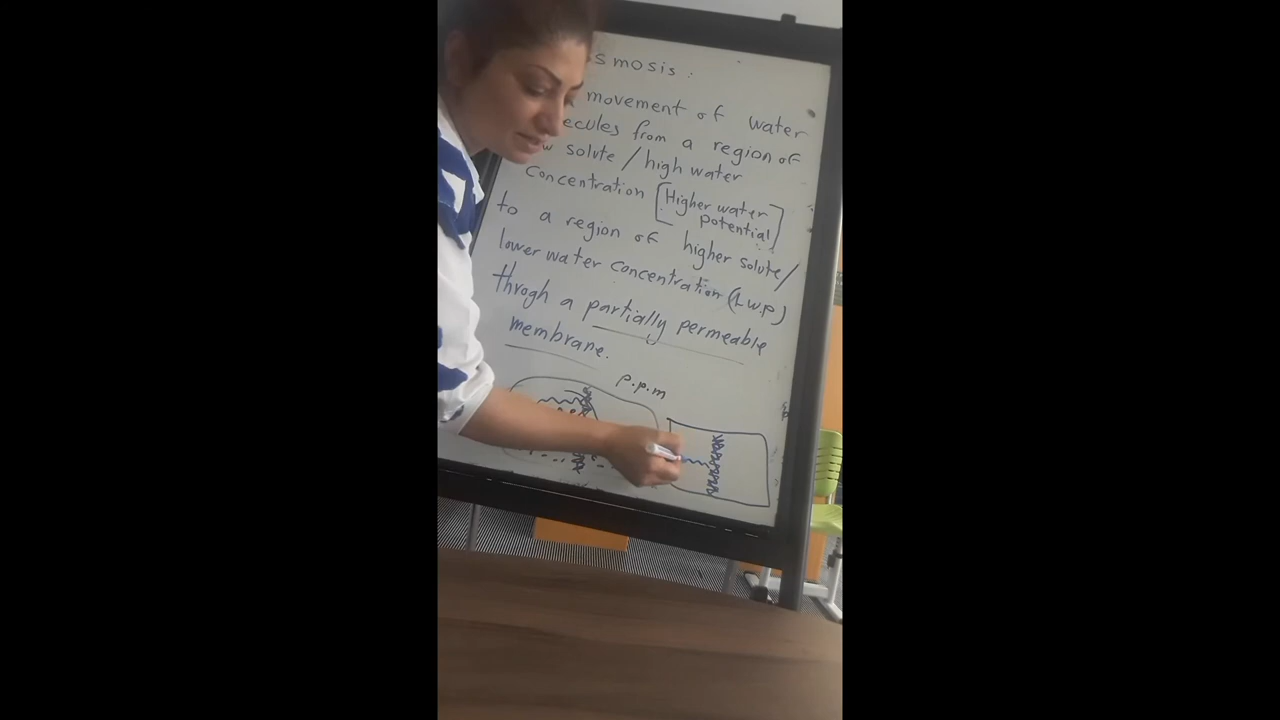 smosis:
movement of water
ecules from a region of
w solute / high water
Concentration [Higher water
potential]
to a region of higher solute/
lower water concentration (L w.p)
throgh a partially permeable
membrane.
p.p.m